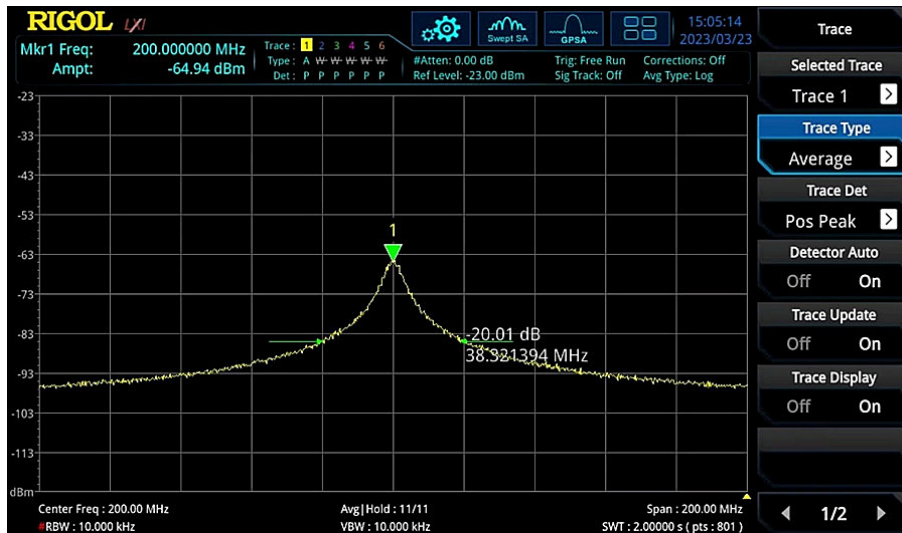 RIGOL LXI
Mkr1 Freq: 200.000000 MHz
Ampt: -64.94 dBm
Trace : 1 2 3 4 5 6
Type : A W W W W W
Det : P P P P P P
Swept SA
GPSA
15:05:14
2023/03/23
#Atten: 0.00 dB Trig: Free Run Corrections: Off
Ref Level: -23.00 dBm Sig Track: Off Avg Type: Log
-23
-33
-43
-53
1
-63
-73
-83
-20.01 dB
38.321394 MHz
-93
-103
-113
dBm
Center Freq : 200.00 MHz Avg|Hold : 11/11 Span : 200.00 MHz
#RBW : 10.000 kHz VBW : 10.000 kHz SWT : 2.00000 s ( pts : 801 )
Trace
Selected Trace
Trace 1 >
Trace Type
Average >
Trace Det
Pos Peak >
Detector Auto
Off On
Trace Update
Off On
Trace Display
Off On
1/2